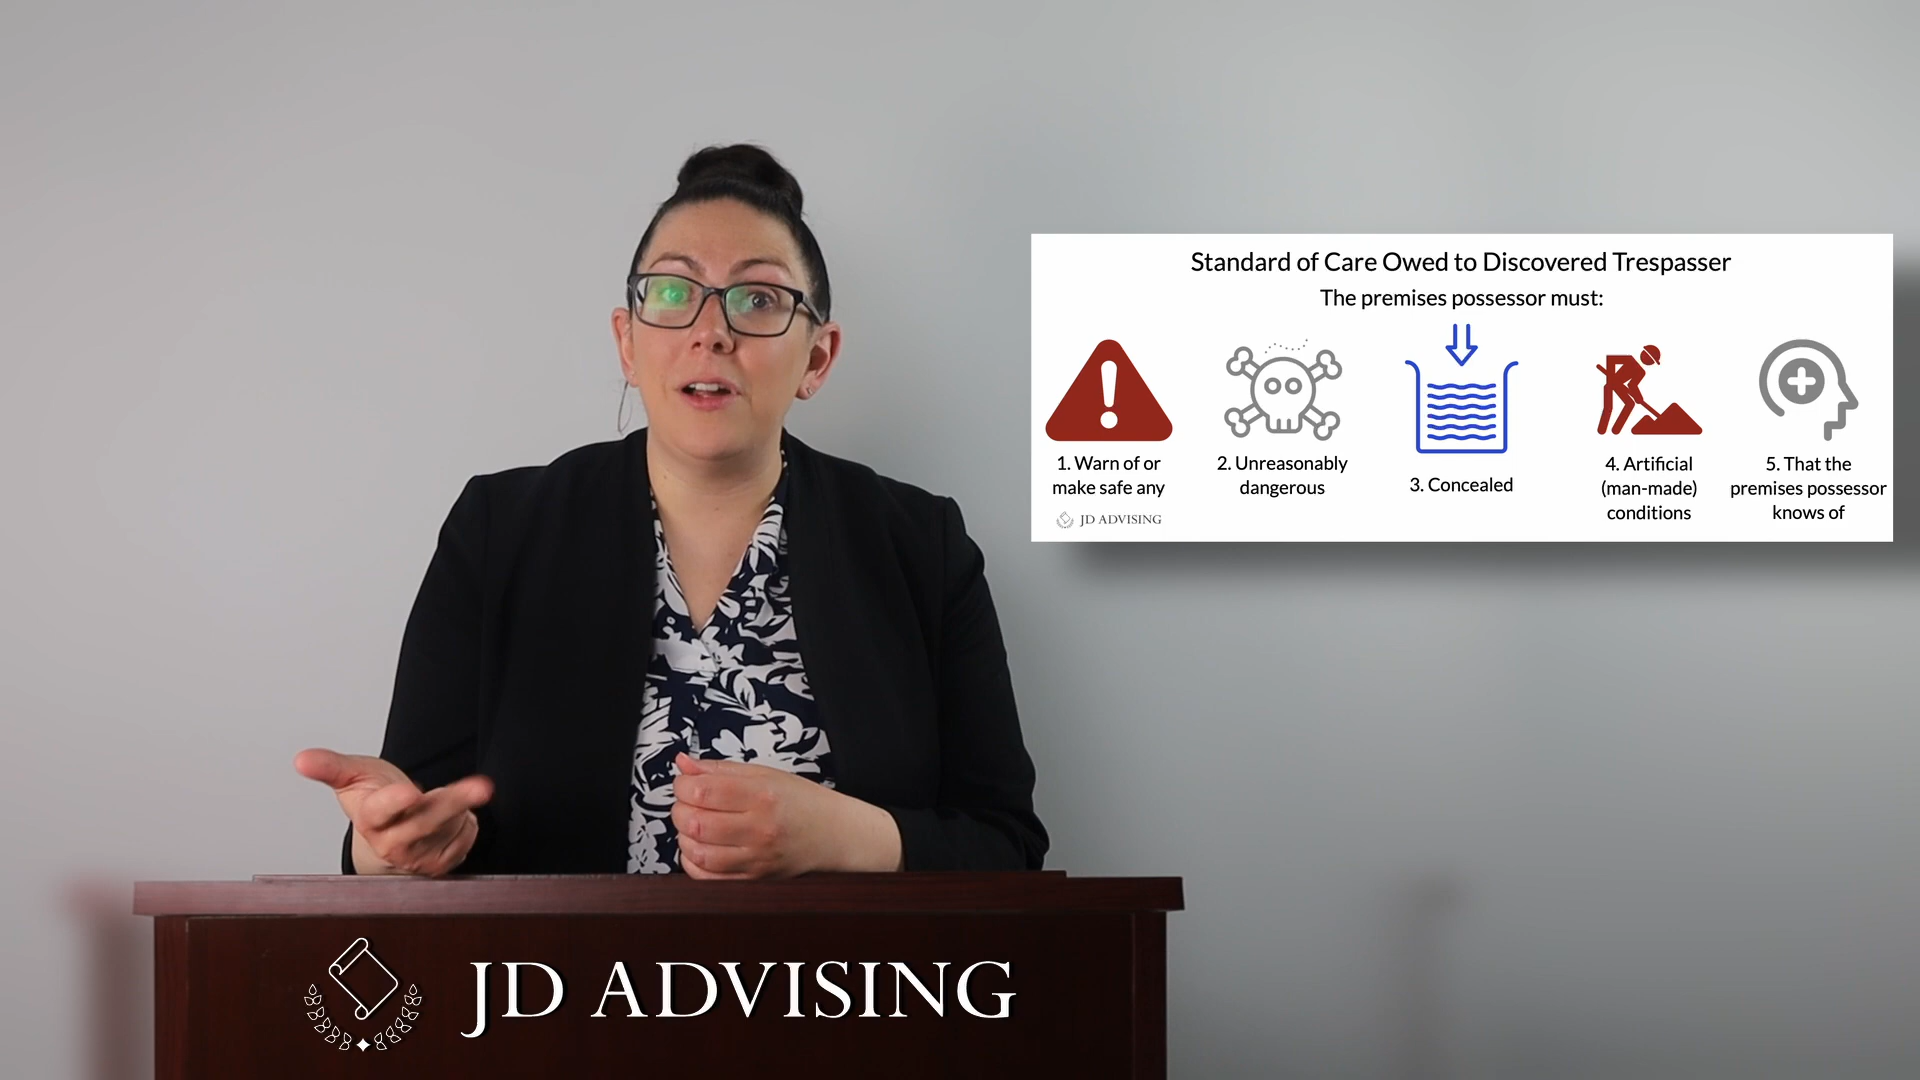 Standard of Care Owed to Discovered Trespasser
The premises possessor must:
1. Warn of or
make safe any
2. Unreasonably
dangerous
3. Concealed
4. Artificial
(man-made)
conditions
5. That the
premises possessor
knows of
JD ADVISING
JD ADVISING